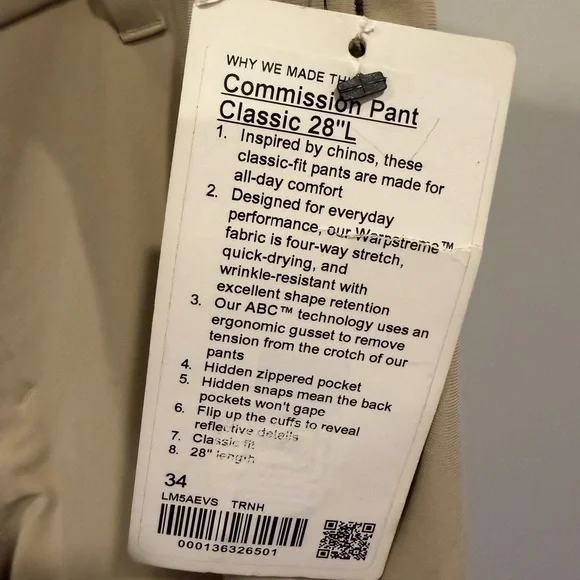 WHY WE MADE THIS
Commission Pant
Classic 28"L
1. Inspired by chinos, these
classic-fit pants are made for
all-day comfort
2. Designed for everyday
performance, our Warpstreme™
fabric is four-way stretch,
quick-drying, and
wrinkle-resistant with
excellent shape retention
3. Our ABC™ technology uses an
ergonomic gusset to remove
tension from the crotch of our
pants
4. Hidden zippered pocket
5. Hidden snaps mean the back
pockets won't gape
6. Flip up the cuffs to reveal
reflective details
7. Classic fit
8. 28" length
34
LM5AEVS TRNH
000136326501